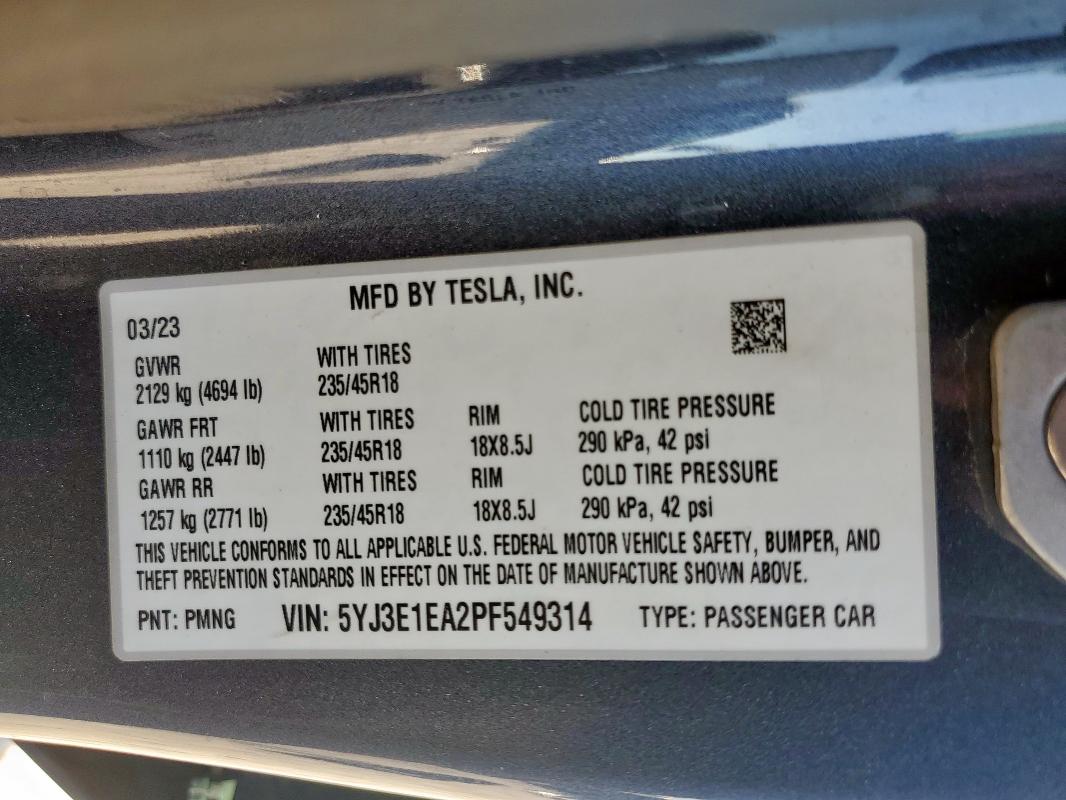 MFD BY TESLA, INC.
03/23
GVWR WITH TIRES
2129 kg (4694 lb) 235/45R18
GAWR FRT WITH TIRES RIM COLD TIRE PRESSURE
1110 kg (2447 lb) 235/45R18 18X8.5J 290 kPa, 42 psi
GAWR RR WITH TIRES RIM COLD TIRE PRESSURE
1257 kg (2771 lb) 235/45R18 18X8.5J 290 kPa, 42 psi
THIS VEHICLE CONFORMS TO ALL APPLICABLE U.S. FEDERAL MOTOR VEHICLE SAFETY, BUMPER, AND
THEFT PREVENTION STANDARDS IN EFFECT ON THE DATE OF MANUFACTURE SHOWN ABOVE.
PNT: PMNG VIN: 5YJ3E1EA2PF549314 TYPE: PASSENGER CAR